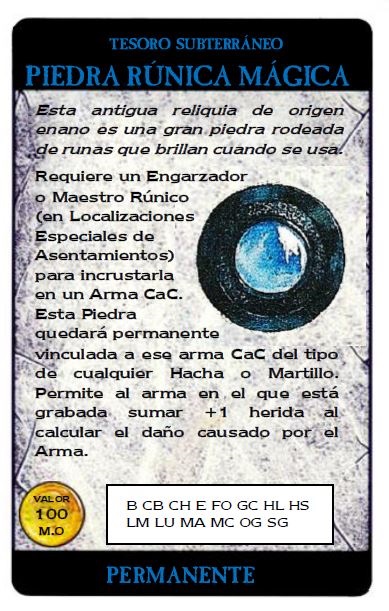 TESORO SUBTERRÁNEO
PIEDRA RÚNICA MÁGICA
Esta antigua reliquia de origen
enano es una gran piedra rodeada
de runas que brillan cuando se usa.
Requiere un Engarzador
o Maestro Rúnico
(en Localizaciones
Especiales de
Asentamientos)
para incrustarla
en un Arma CaC.
Esta Piedra
quedará permanente
vinculada a ese arma CaC del tipo
de cualquier Hacha o Martillo.
Permite al arma en el que está
grabada sumar +1 herida al
calcular el daño causado por el
Arma.
VALOR
100
M.O
B CB CH E FO GC HL HS
LM LU MA MC OG SG
PERMANENTE